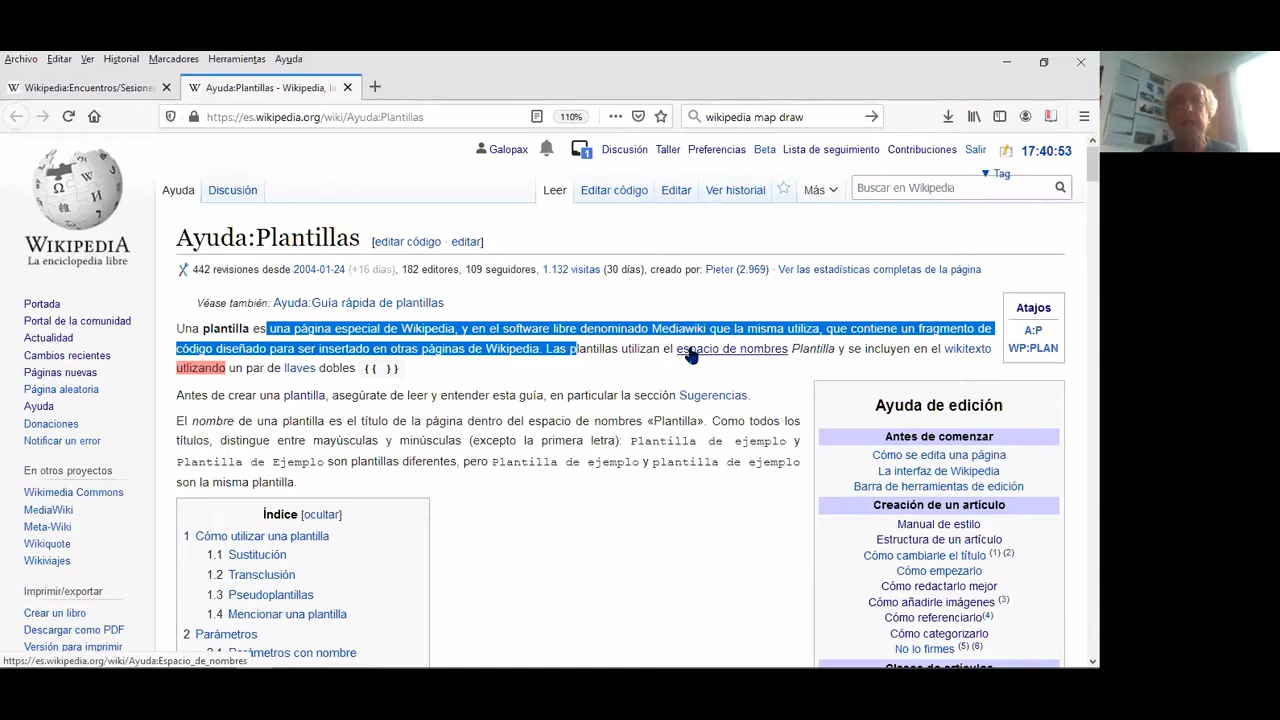 Archivo Editar Ver Historial Marcadores Herramientas Ayuda
Wikipedia:Encuentros/Sesione
Ayuda:Plantillas - Wikipedia, la
https://es.wikipedia.org/wiki/Ayuda:Plantillas
110%
wikipedia map draw
Galopax 1 Discusión Taller Preferencias Beta Lista de seguimiento Contribuciones Salir 17:40:53
Tag
Ayuda Discusión Leer Editar código Editar Ver historial Más Buscar en Wikipedia
WIKIPEDIA
La enciclopedia libre
Portada
Portal de la comunidad
Actualidad
Cambios recientes
Páginas nuevas
Página aleatoria
Ayuda
Donaciones
Notificar un error
En otros proyectos
Wikimedia Commons
MediaWiki
Meta-Wiki
Wikiquote
Wikiviajes
Imprimir/exportar
Crear un libro
Descargar como PDF
Versión para imprimir
Ayuda:Plantillas [editar código · editar]
442 revisiones desde 2004-01-24 (+16 días), 182 editores, 109 seguidores, 1.132 visitas (30 días), creado por: Pieter (2.969) · Ver las estadísticas completas de la página
Véase también: Ayuda:Guía rápida de plantillas
Una plantilla es una página especial de Wikipedia, y en el software libre denominado Mediawiki que la misma utiliza, que contiene un fragmento de
código diseñado para ser insertado en otras páginas de Wikipedia. Las plantillas utilizan el espacio de nombres Plantilla y se incluyen en el wikitexto
utlizando un par de llaves dobles {{ }}
Antes de crear una plantilla, asegúrate de leer y entender esta guía, en particular la sección Sugerencias.
El nombre de una plantilla es el título de la página dentro del espacio de nombres «Plantilla». Como todos los
títulos, distingue entre mayúsculas y minúsculas (excepto la primera letra): Plantilla de ejemplo y
Plantilla de Ejemplo son plantillas diferentes, pero Plantilla de ejemplo y plantilla de ejemplo
son la misma plantilla.
Índice [ocultar]
1 Cómo utilizar una plantilla
1.1 Sustitución
1.2 Transclusión
1.3 Pseudoplantillas
1.4 Mencionar una plantilla
2 Parámetros
2.1 Parámetros con nombre
Atajos
A:P
WP:PLAN
Ayuda de edición
Antes de comenzar
Cómo se edita una página
La interfaz de Wikipedia
Barra de herramientas de edición
Creación de un artículo
Manual de estilo
Estructura de un artículo
Cómo cambiarle el título (1) (2)
Cómo empezarlo
Cómo redactarlo mejor
Cómo añadirle imágenes (3)
Cómo referenciarlo(4)
Cómo categorizarlo
No lo firmes (5) (6)
Clases de artículos
https://es.wikipedia.org/wiki/Ayuda:Espacio_de_nombres